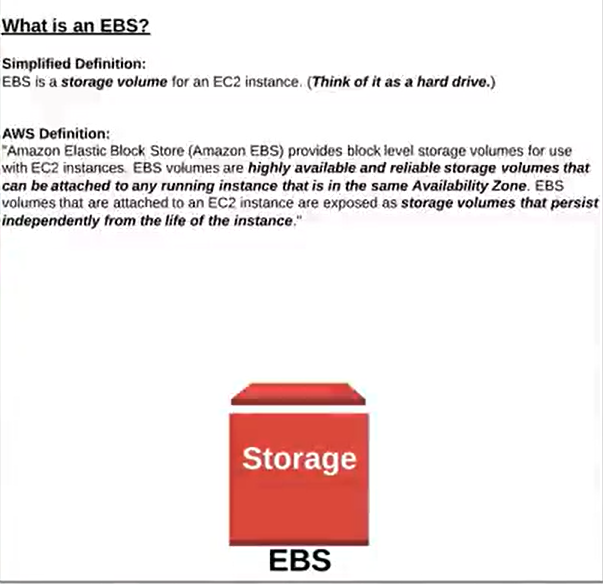 What is an EBS?
Simplified Definition:
EBS is a storage volume for an EC2 instance. (Think of it as a hard drive.)
AWS Definition:
"Amazon Elastic Block Store (Amazon EBS) provides block level storage volumes for use
with EC2 instances. EBS volumes are highly available and reliable storage volumes that
can be attached to any running instance that is in the same Availability Zone. EBS
volumes that are attached to an EC2 instance are exposed as storage volumes that persist
independently from the life of the instance."
Storage
EBS